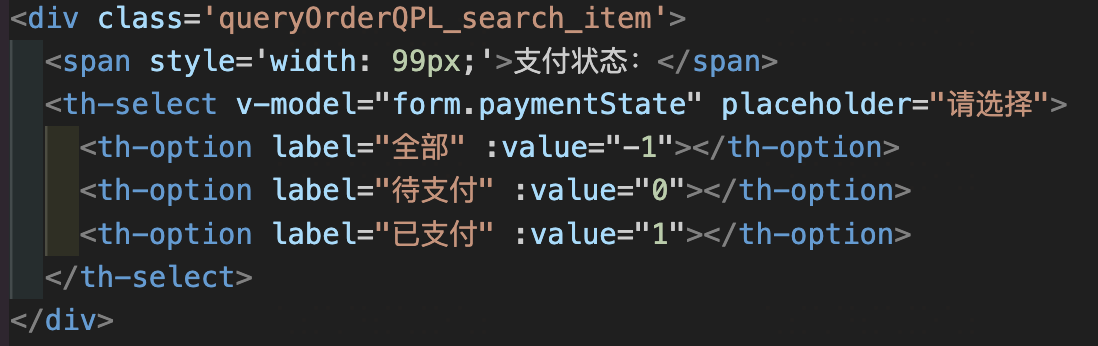 <div class='queryOrderQPL_search_item'>
<span style='width: 99px;'>支付状态：</span>
<th-select v-model="form.paymentState" placeholder="请选择">
<th-option label="全部" :value="-1"></th-option>
<th-option label="待支付" :value="0"></th-option>
<th-option label="已支付" :value="1"></th-option>
</th-select>
</div>